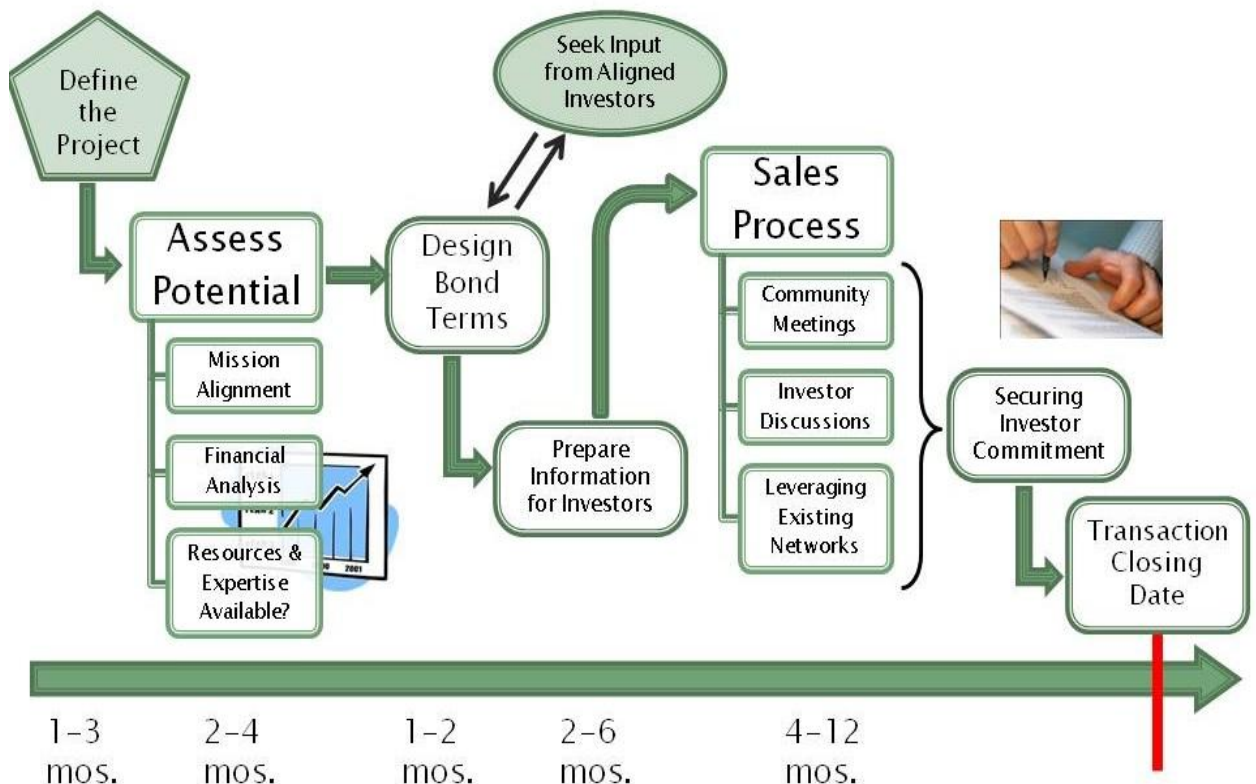 Define
the
Project
Seek Input
from Aligned
Investors
Assess
Potential
Mission
Alignment
Financial
Analysis
Resources &
Expertise
Available?
2001
Design
Bond
Terms
Prepare
Information
for Investors
Sales
Process
Community
Meetings
Investor
Discussions
Leveraging
Existing
Networks
Securing
Investor
Commitment
Transaction
Closing
Date
1-3
mos.
2-4
mos.
1-2
mos.
2-6
mos.
4-12
mos.